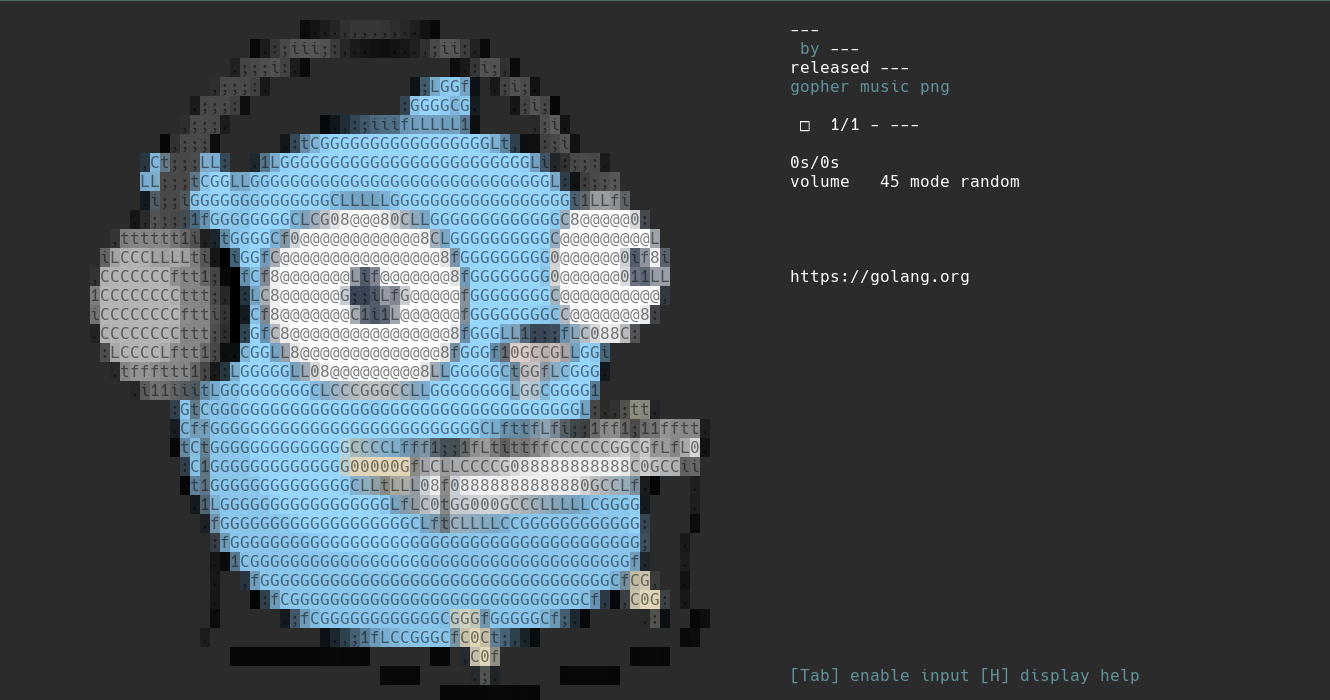 ---
by ---
released ---
gopher music png
□  1/1 - ---
0s/0s
volume   45 mode random
https://golang.org
[Tab] enable input [H] display help